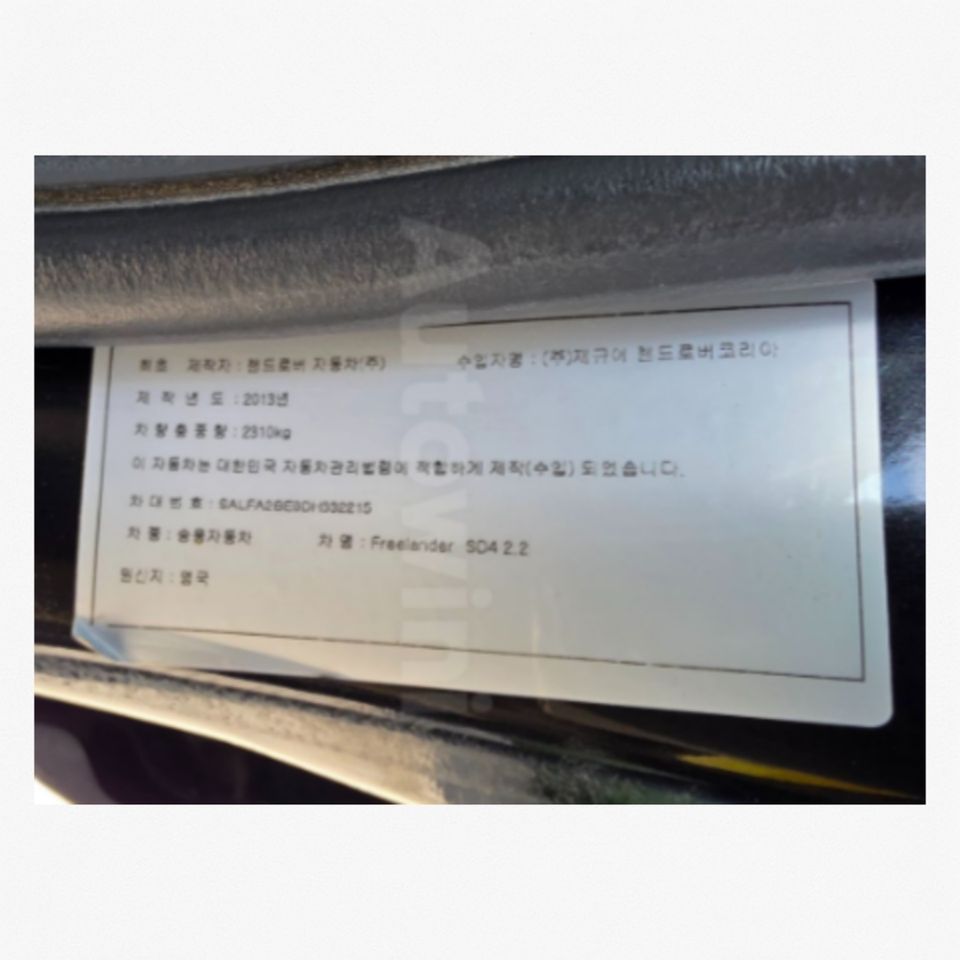 최초 제작자 : 랜드로버 자동차(주) 수입자명 : (주)재규어 랜드로버코리아
제 작 년 도 : 2013년
차 량 총 중 량 : 2310kg
이 자동차는 대한민국 자동차관리법령에 적합하게 제작(수입) 되었습니다.
차 대 번 호 :
차 종 : 승용자동차 차 명 : Freelander SD4 2.2
원산지 : 영국
Autowini